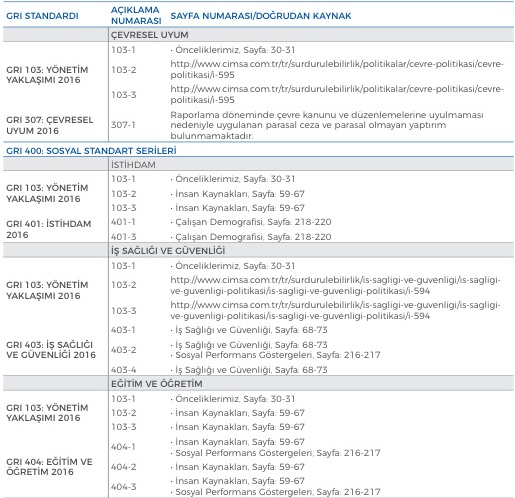 GRI STANDARDI AÇIKLAMA NUMARASI SAYFA NUMARASI/DOĞRUDAN KAYNAK
ÇEVRESEL UYUM
GRI 103: YÖNETİM YAKLAŞIMI 2016
103-1 • Önceliklerimiz, Sayfa: 30-31
103-2 http://www.cimsa.com.tr/tr/surdurulebilirlik/politikalar/cevre-politikasi/cevre-
politikasi/i-595
103-3 http://www.cimsa.com.tr/tr/surdurulebilirlik/politikalar/cevre-politikasi/cevre-
politikasi/i-595
GRI 307: ÇEVRESEL UYUM 2016
307-1 Raporlama döneminde çevre kanunu ve düzenlemelerine uyulmaması
nedeniyle uygulanan parasal ceza ve parasal olmayan yaptırım
bulunmamaktadır.
GRI 400: SOSYAL STANDART SERİLERİ
İSTİHDAM
GRI 103: YÖNETİM YAKLAŞIMI 2016
103-1 • Önceliklerimiz, Sayfa: 30-31
103-2 • İnsan Kaynakları, Sayfa: 59-67
103-3 • İnsan Kaynakları, Sayfa: 59-67
GRI 401: İSTİHDAM 2016
401-1 • Çalışan Demografisi, Sayfa: 218-220
401-3 • Çalışan Demografisi, Sayfa: 218-220
İŞ SAĞLIĞI VE GÜVENLİĞİ
GRI 103: YÖNETİM YAKLAŞIMI 2016
103-1 • Önceliklerimiz, Sayfa: 30-31
103-2 http://www.cimsa.com.tr/tr/surdurulebilirlik/is-sagligi-ve-guvenligi/is-sagligi-
ve-guvenligi-politikasi/is-sagligi-ve-guvenligi-politikasi/i-594
103-3 http://www.cimsa.com.tr/tr/surdurulebilirlik/is-sagligi-ve-guvenligi/is-sagligi-
ve-guvenligi-politikasi/is-sagligi-ve-guvenligi-politikasi/i-594
GRI 403: İŞ SAĞLIĞI VE GÜVENLİĞİ 2016
403-1 • İş Sağlığı ve Güvenliği, Sayfa: 68-73
403-2 • İş Sağlığı ve Güvenliği, Sayfa: 68-73
• Sosyal Performans Göstergeleri, Sayfa: 216-217
403-4 • İş Sağlığı ve Güvenliği, Sayfa: 68-73
EĞİTİM VE ÖĞRETİM
GRI 103: YÖNETİM YAKLAŞIMI 2016
103-1 • Önceliklerimiz, Sayfa: 30-31
103-2 • İnsan Kaynakları, Sayfa: 59-67
103-3 • İnsan Kaynakları, Sayfa: 59-67
GRI 404: EĞİTİM VE ÖĞRETİM 2016
404-1 • İnsan Kaynakları, Sayfa: 59-67
• Sosyal Performans Göstergeleri, Sayfa: 216-217
404-2 • İnsan Kaynakları, Sayfa: 59-67
404-3 • İnsan Kaynakları, Sayfa: 59-67
• Sosyal Performans Göstergeleri, Sayfa: 216-217